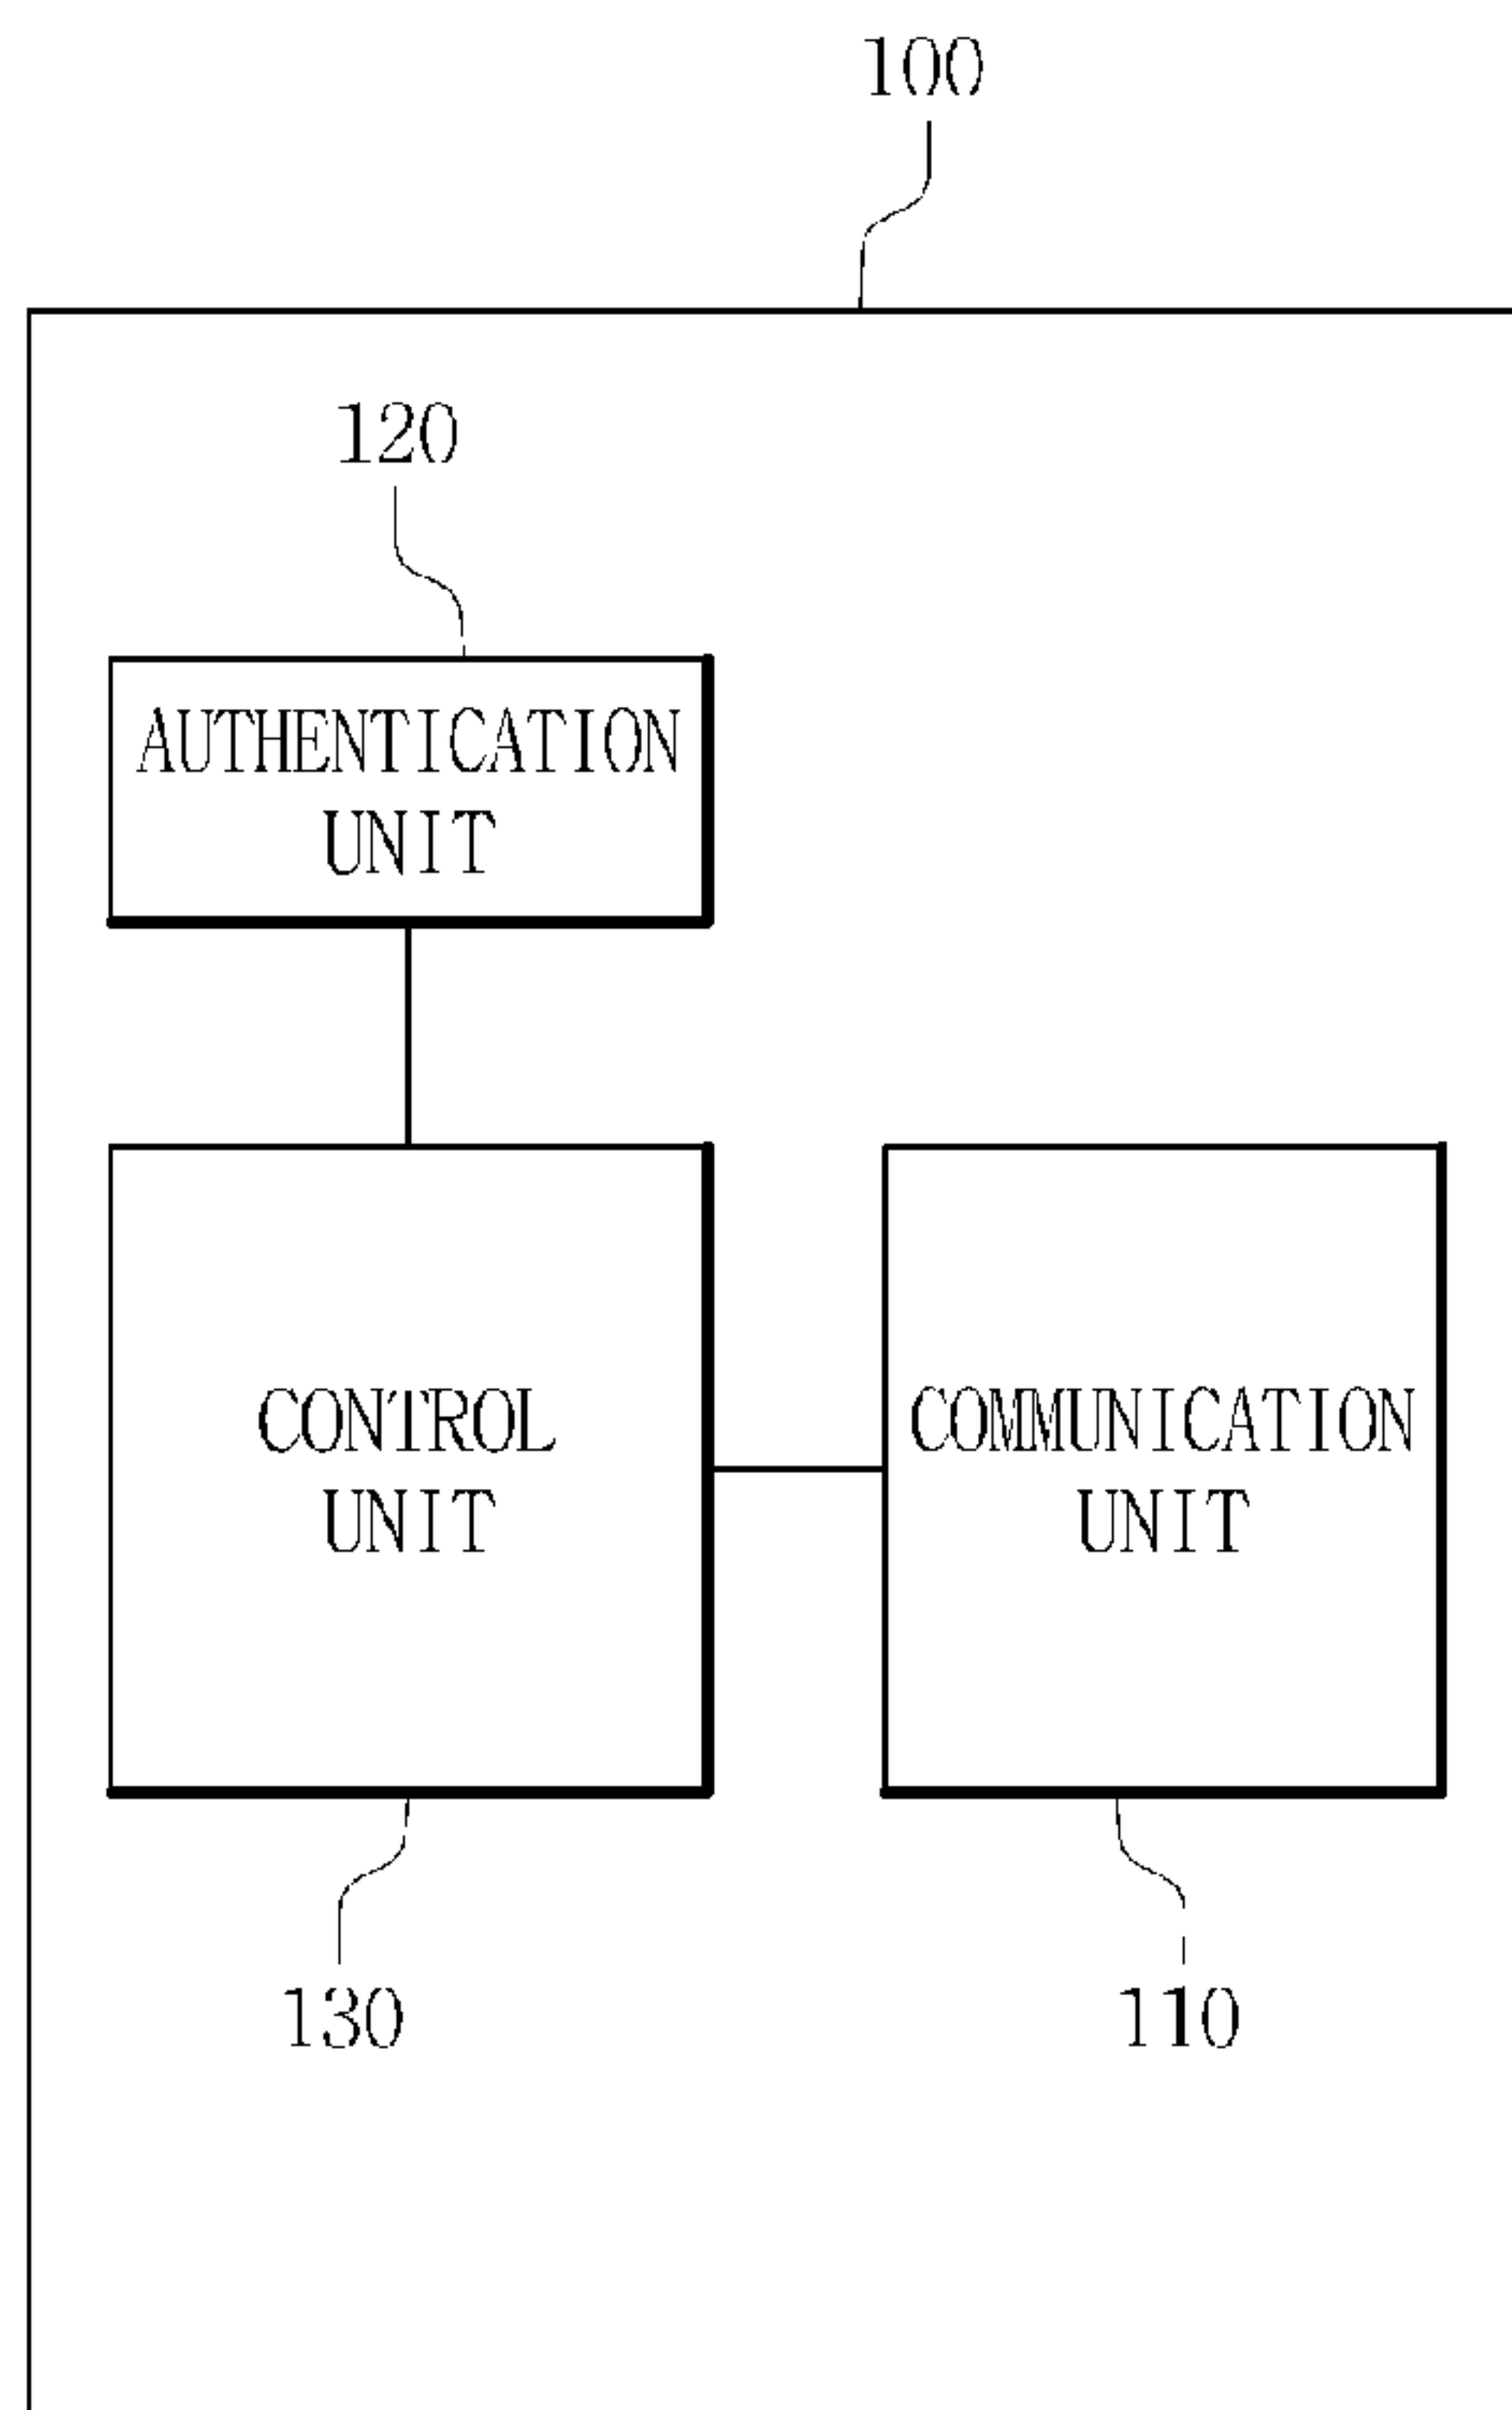 100
120
AUTHENTICATION
UNIT
CONTROL
UNIT
COMMUNICATION
UNIT
130
110